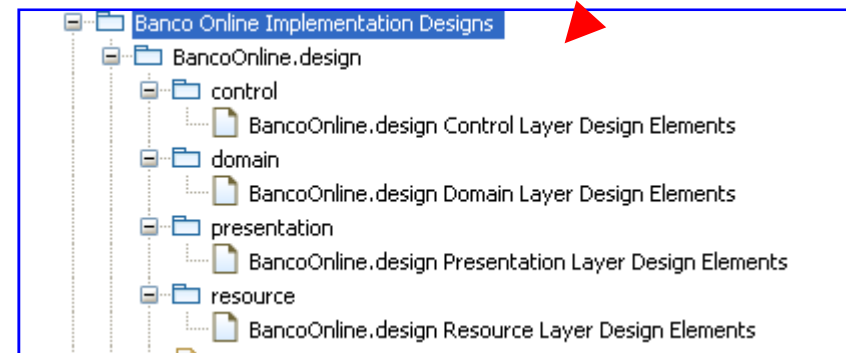 Banco Online Implementation Designs
BancoOnline.design
control
BancoOnline.design Control Layer Design Elements
domain
BancoOnline.design Domain Layer Design Elements
presentation
BancoOnline.design Presentation Layer Design Elements
resource
BancoOnline.design Resource Layer Design Elements